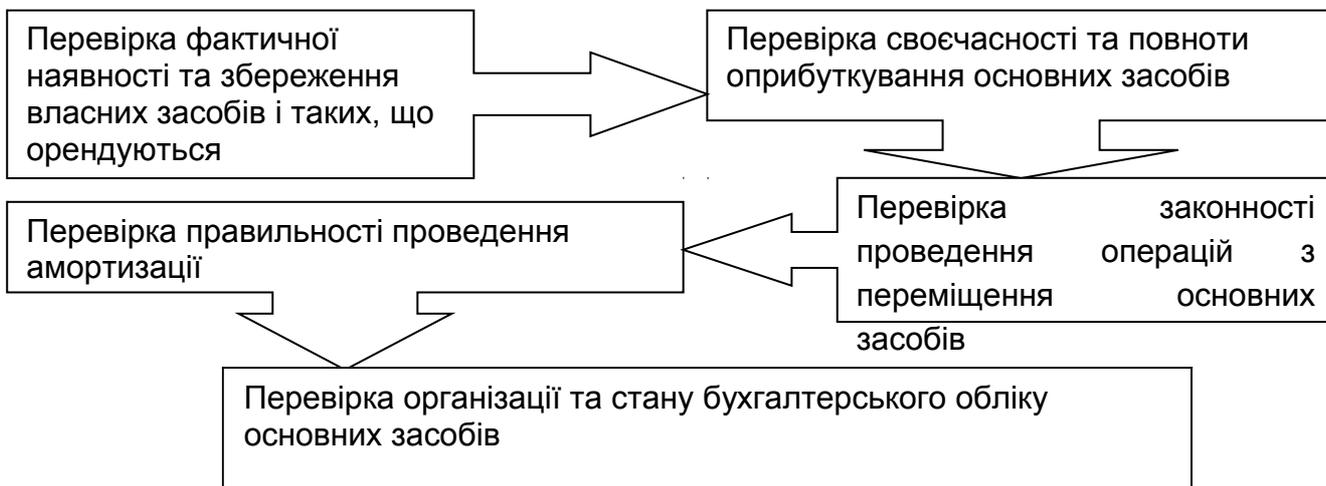 Перевірка фактичної
наявності та збереження
власних засобів і таких, що
орендуються
Перевірка своєчасності та повноти
оприбуткування основних засобів
Перевірка законності
проведення операцій з
переміщення основних
засобів
Перевірка правильності проведення
амортизації
Перевірка організації та стану бухгалтерського обліку
основних засобів